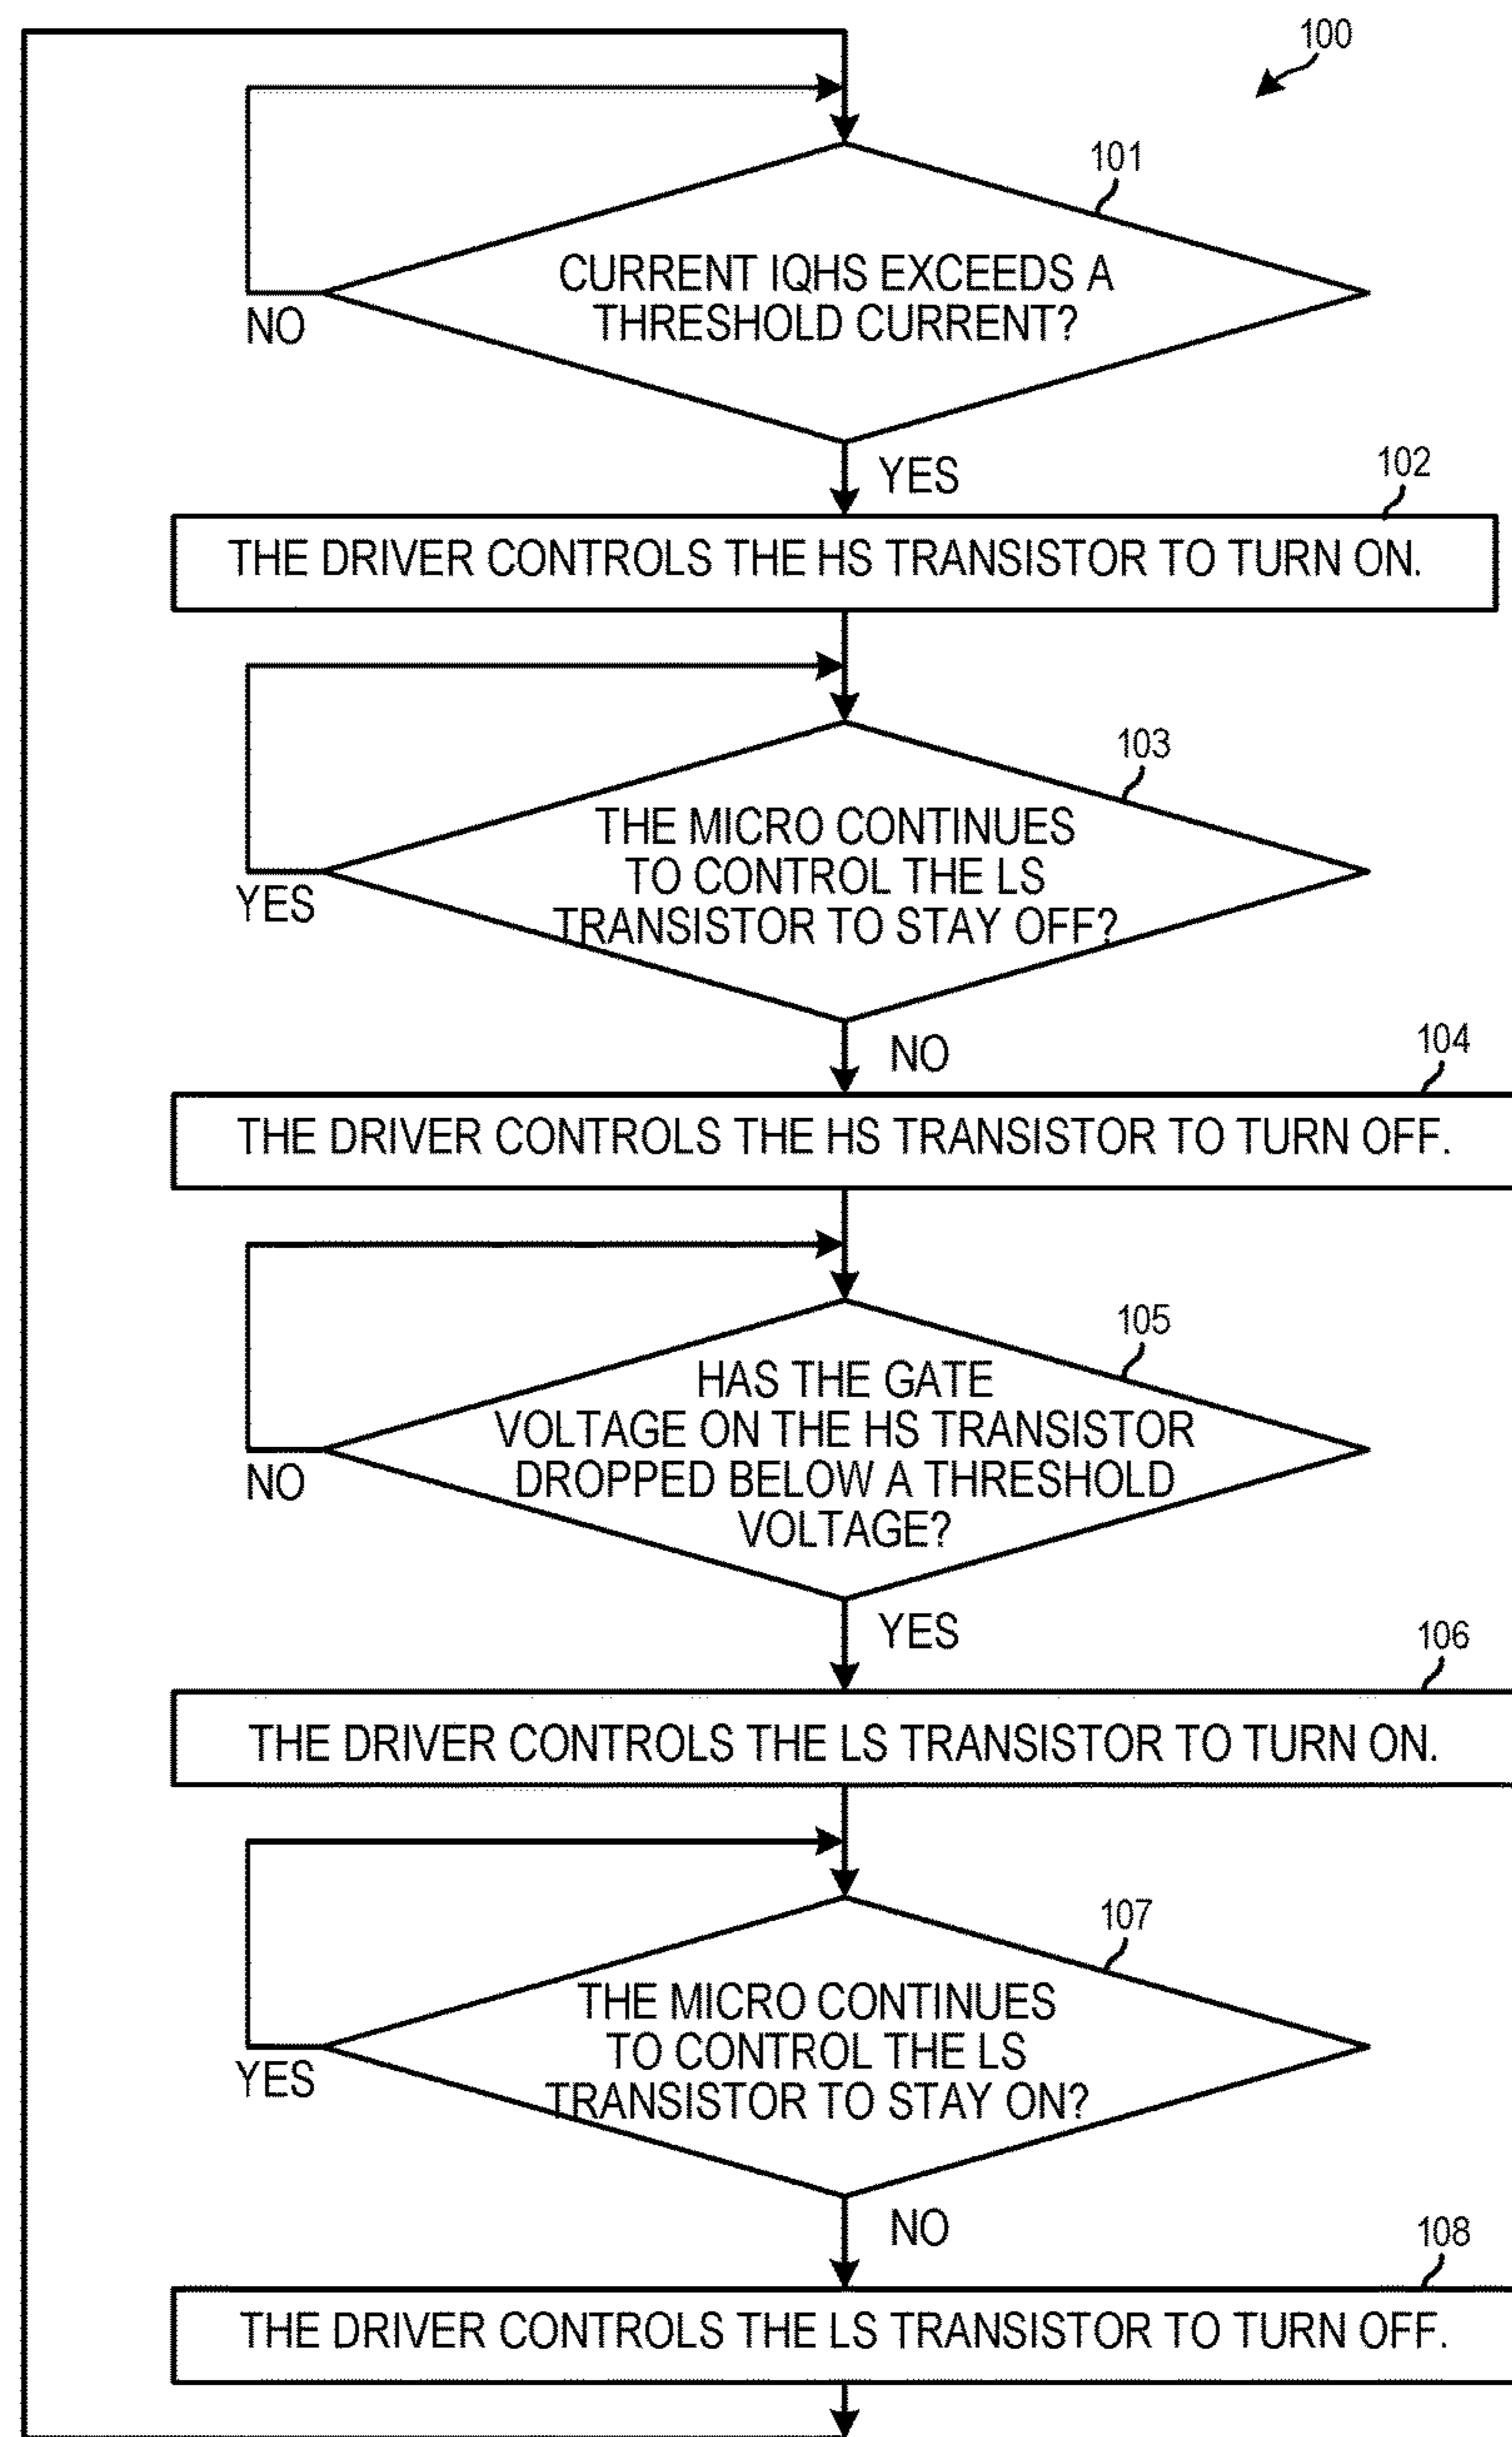 100
101
CURRENT IQHS EXCEEDS A
THRESHOLD CURRENT?
NO
YES
102
THE DRIVER CONTROLS THE HS TRANSISTOR TO TURN ON.
103
THE MICRO CONTINUES
TO CONTROL THE LS
TRANSISTOR TO STAY OFF?
YES
NO
104
THE DRIVER CONTROLS THE HS TRANSISTOR TO TURN OFF.
105
HAS THE GATE
VOLTAGE ON THE HS TRANSISTOR
DROPPED BELOW A THRESHOLD
VOLTAGE?
NO
YES
106
THE DRIVER CONTROLS THE LS TRANSISTOR TO TURN ON.
107
THE MICRO CONTINUES
TO CONTROL THE LS
TRANSISTOR TO STAY ON?
YES
NO
108
THE DRIVER CONTROLS THE LS TRANSISTOR TO TURN OFF.